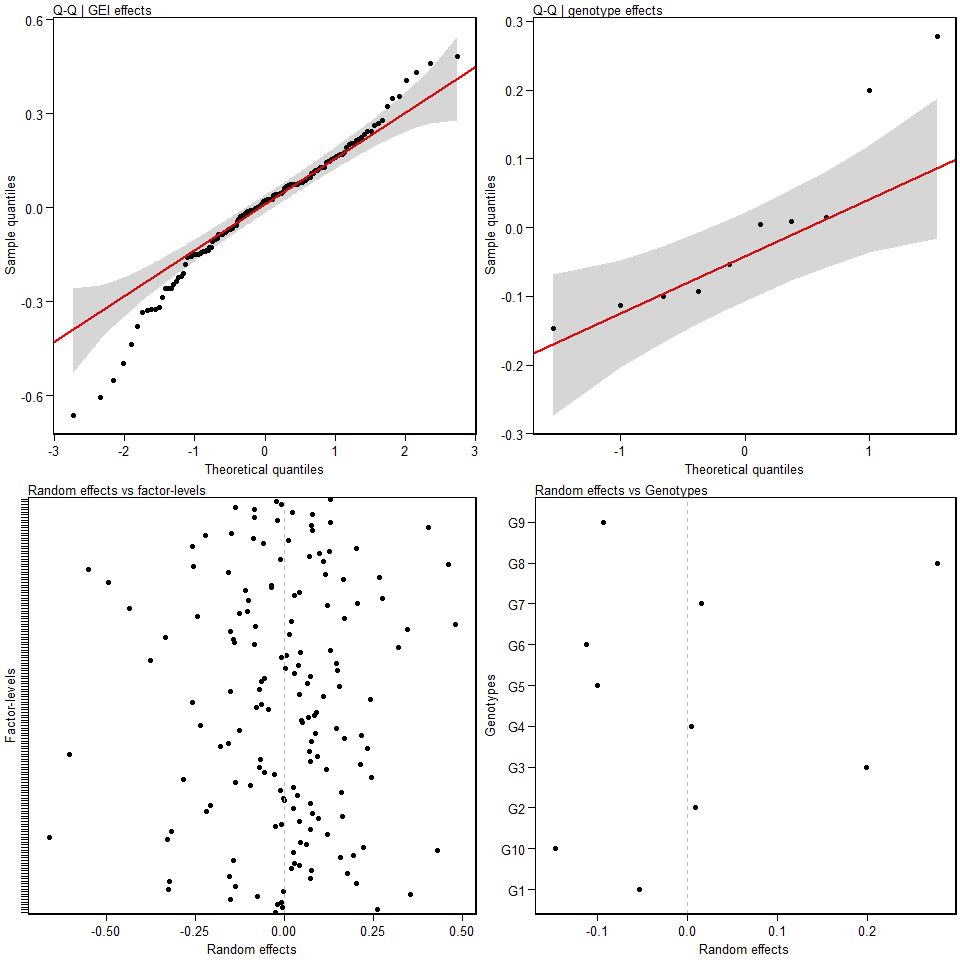 Q-Q | GEI effects
0.6
0.3
0.0
-0.3
-0.6
Sample quantiles
-3
-2
-1
0
1
2
3
Theoretical quantiles
Q-Q | genotype effects
0.3
0.2
0.1
0.0
-0.1
-0.2
-0.3
Sample quantiles
-1
0
1
Theoretical quantiles
Random effects vs factor-levels
Factor-levels
-0.50
-0.25
0.00
0.25
0.50
Random effects
Random effects vs Genotypes
G9
G8
G7
G6
G5
G4
G3
G2
G10
G1
Genotypes
-0.1
0.0
0.1
0.2
Random effects